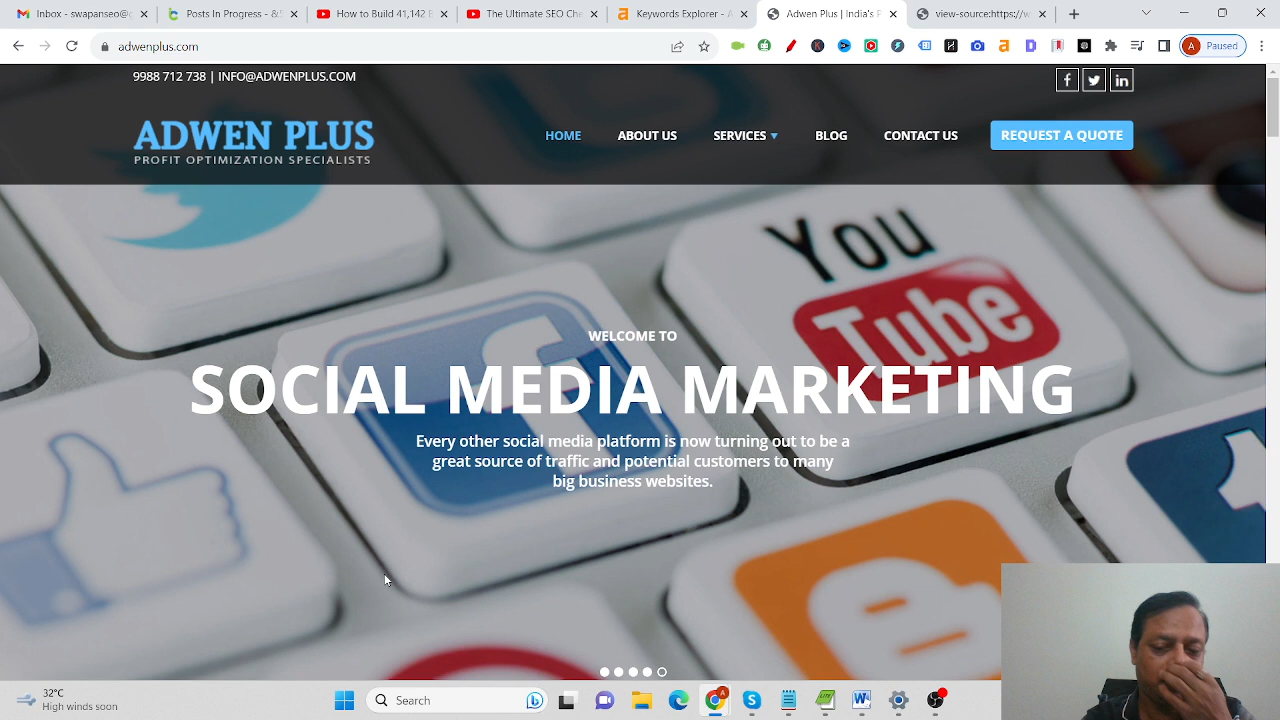 Inbox - swapanseo@g
Posts In Progress - &
How to Build 41,142 B
The Ultimate SEO Che
Keywords Explorer - A
Adwen Plus | India's P
view-source:https://w
adwenplus.com
Paused
9988 712 738 | INFO@ADWENPLUS.COM
ADWEN PLUS
PROFIT OPTIMIZATION SPECIALISTS
HOME
ABOUT US
SERVICES
BLOG
CONTACT US
REQUEST A QUOTE
You
Tube
WELCOME TO
SOCIAL MEDIA MARKETING
Every other social media platform is now turning out to be a
great source of traffic and potential customers to many
big business websites.
32°C
High winds soon
Search